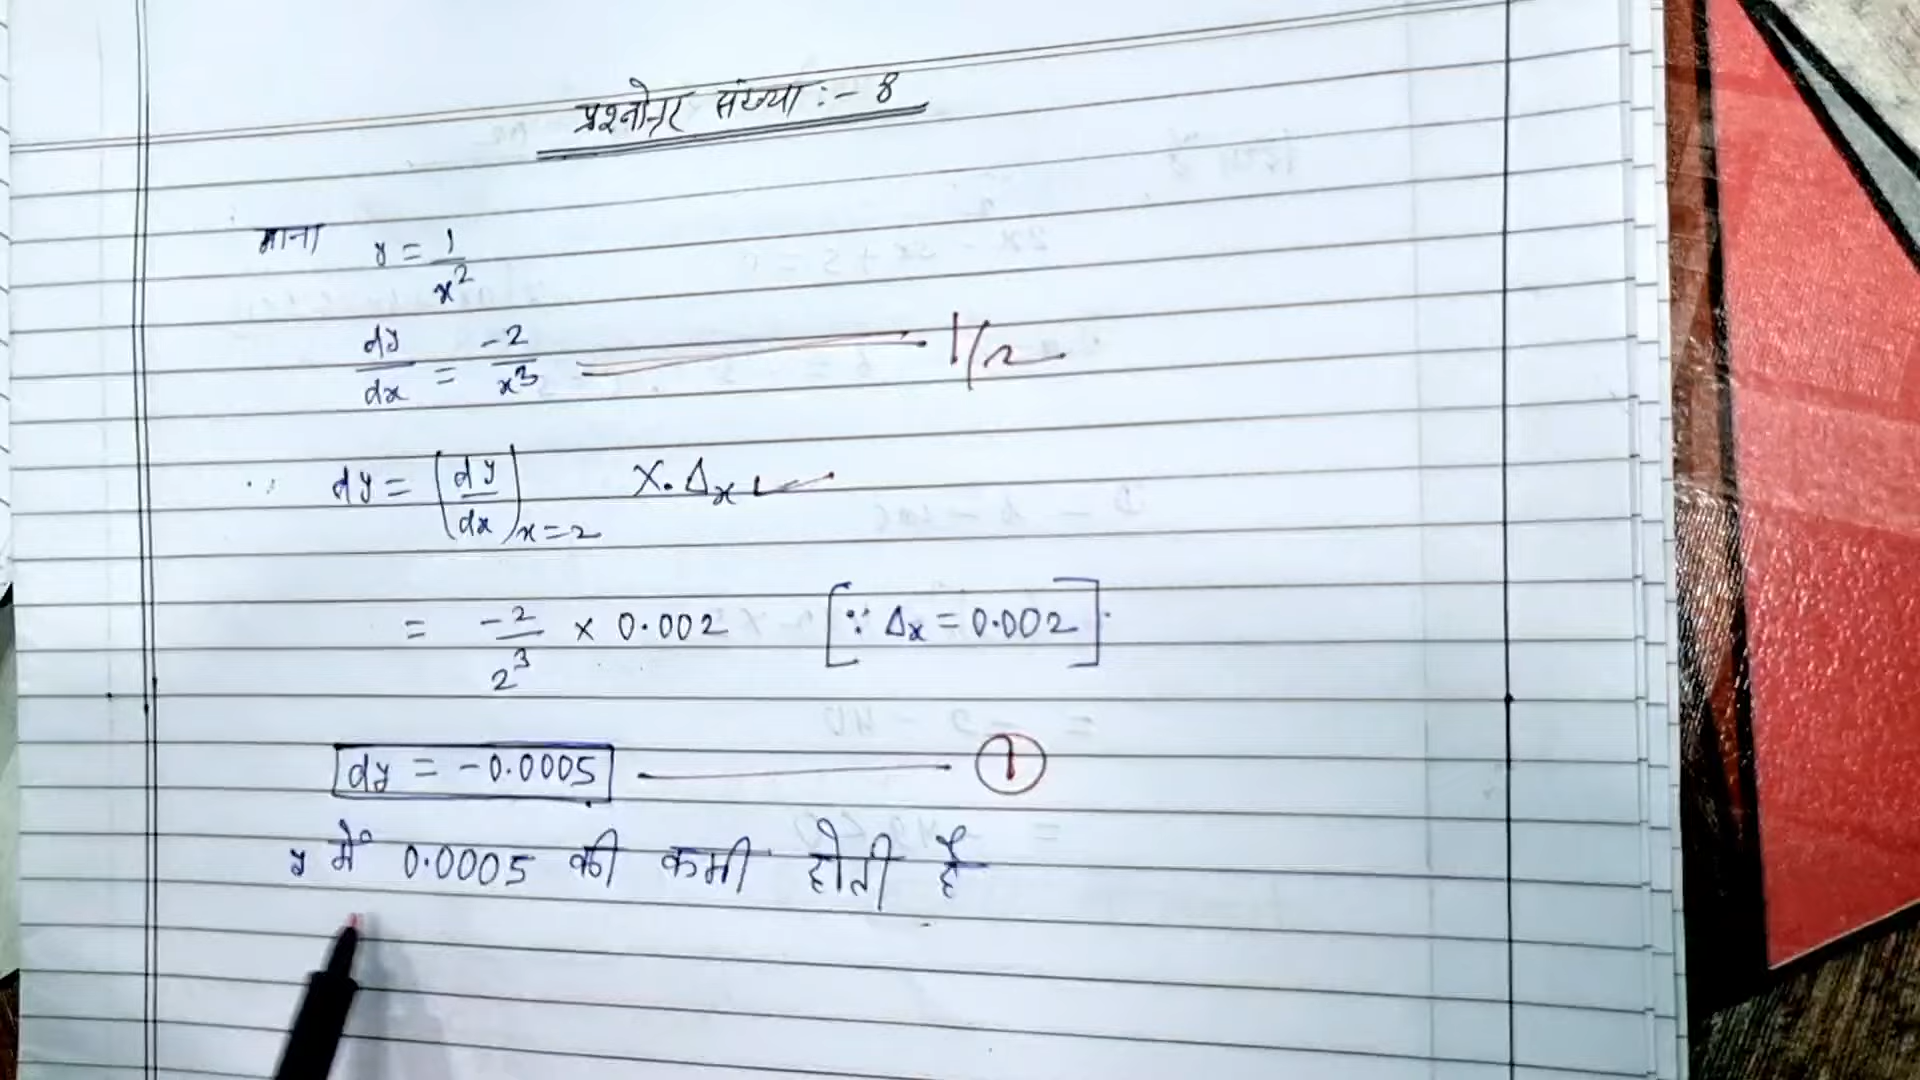 प्रश्नोत्तर संख्या :- 8
माना y = 1/x²
dy/dx = -2/x³ 1/2
∵ dy = (dy/dx)x=2 X. Δx
= -2/2³ × 0.002 [∵ Δx = 0.002]
dy = -0.0005 1
y में 0.0005 की कमी होती है